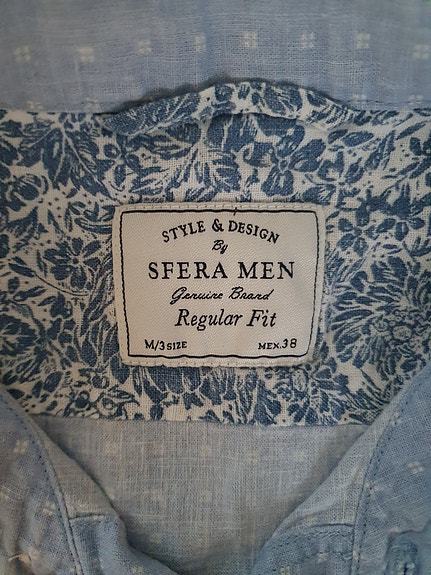 STYLE & DESIGN
By
SFERA MEN
Genuine Brand
Regular Fit
M/3 SIZE MEX.38